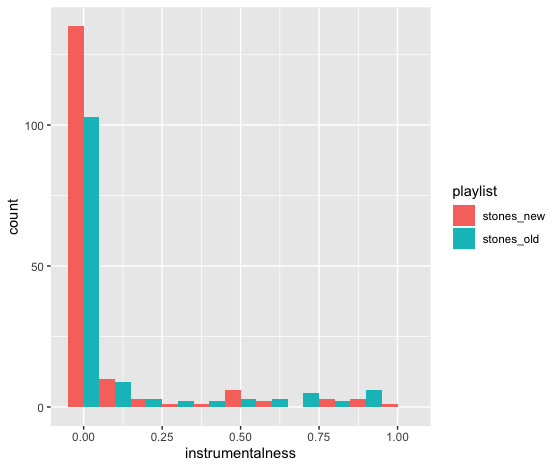 100
50
0
count
0.00 0.25 0.50 0.75 1.00
instrumentalness
playlist
stones_new
stones_old